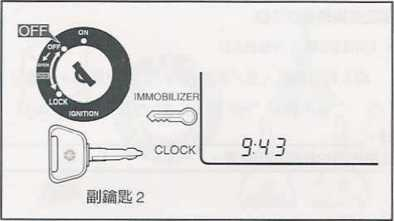 OFF
ON
OFF
LOCK
IGNITION
IMMOBILIZER
CLOCK
9:43
副鑰匙 2